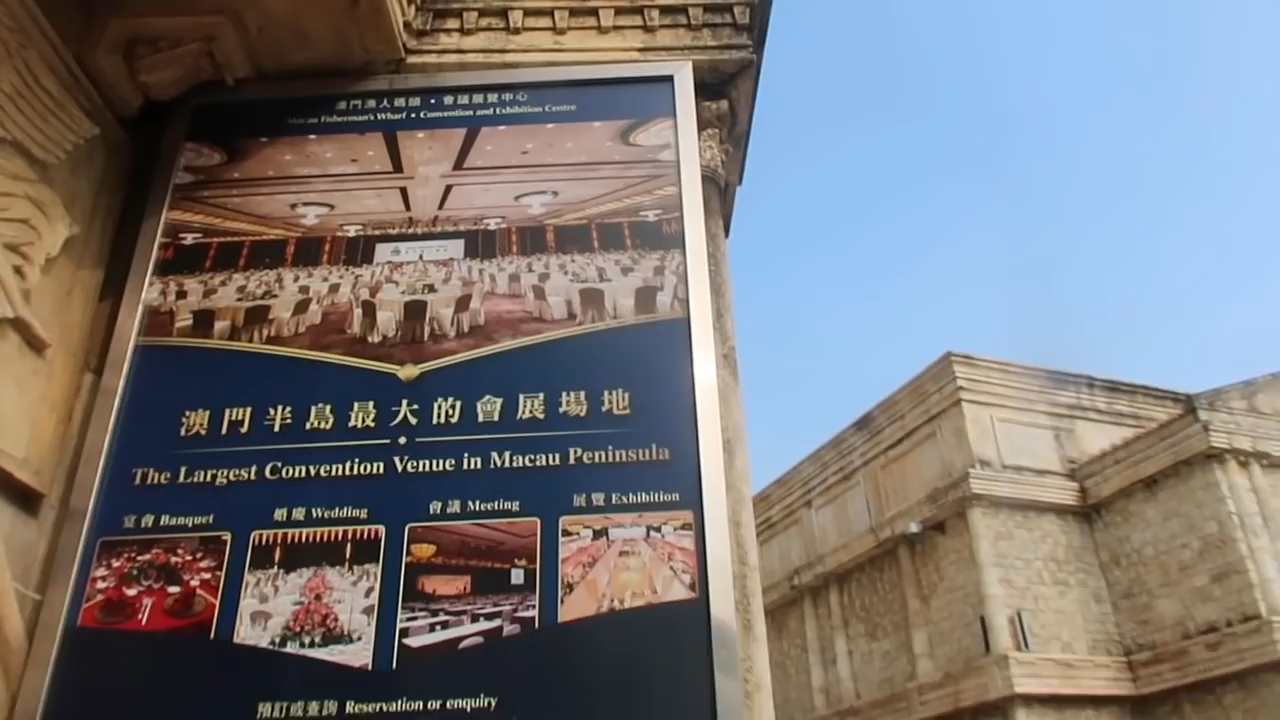 澳門漁人碼頭 • 會議展覽中心
Macau Fisherman's Wharf • Convention and Exhibition Centre
澳門半島最大的會展場地
The Largest Convention Venue in Macau Peninsula
宴會 Banquet
婚慶 Wedding
會議 Meeting
展覽 Exhibition
預訂或查詢 Reservation or enquiry